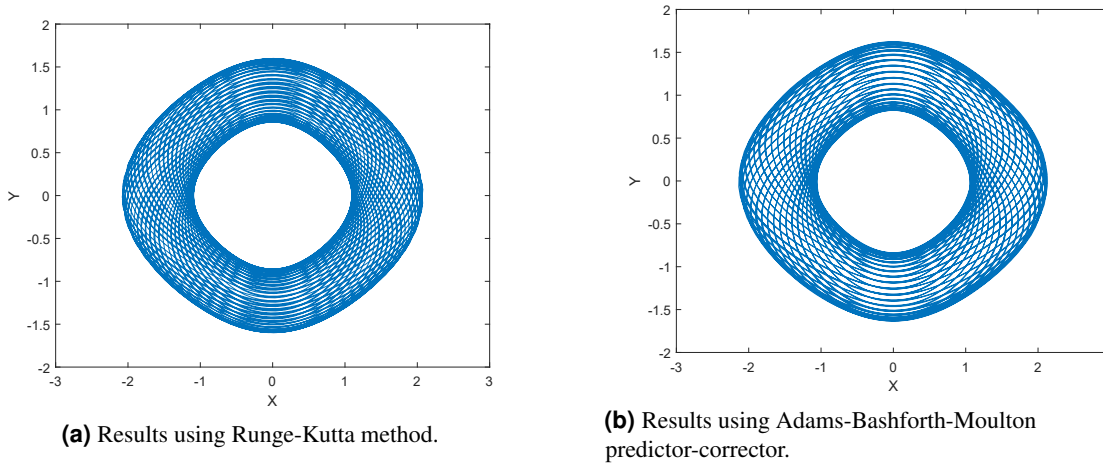 2
1.5
1
0.5
0
-0.5
-1
-1.5
-2
Y
-3 -2 -1 0 1 2 3
X
(a) Results using Runge-Kutta method.
2
1.5
1
0.5
0
-0.5
-1
-1.5
-2
Y
-3 -2 -1 0 1 2 3
X
(b) Results using Adams-Bashforth-Moulton
predictor-corrector.